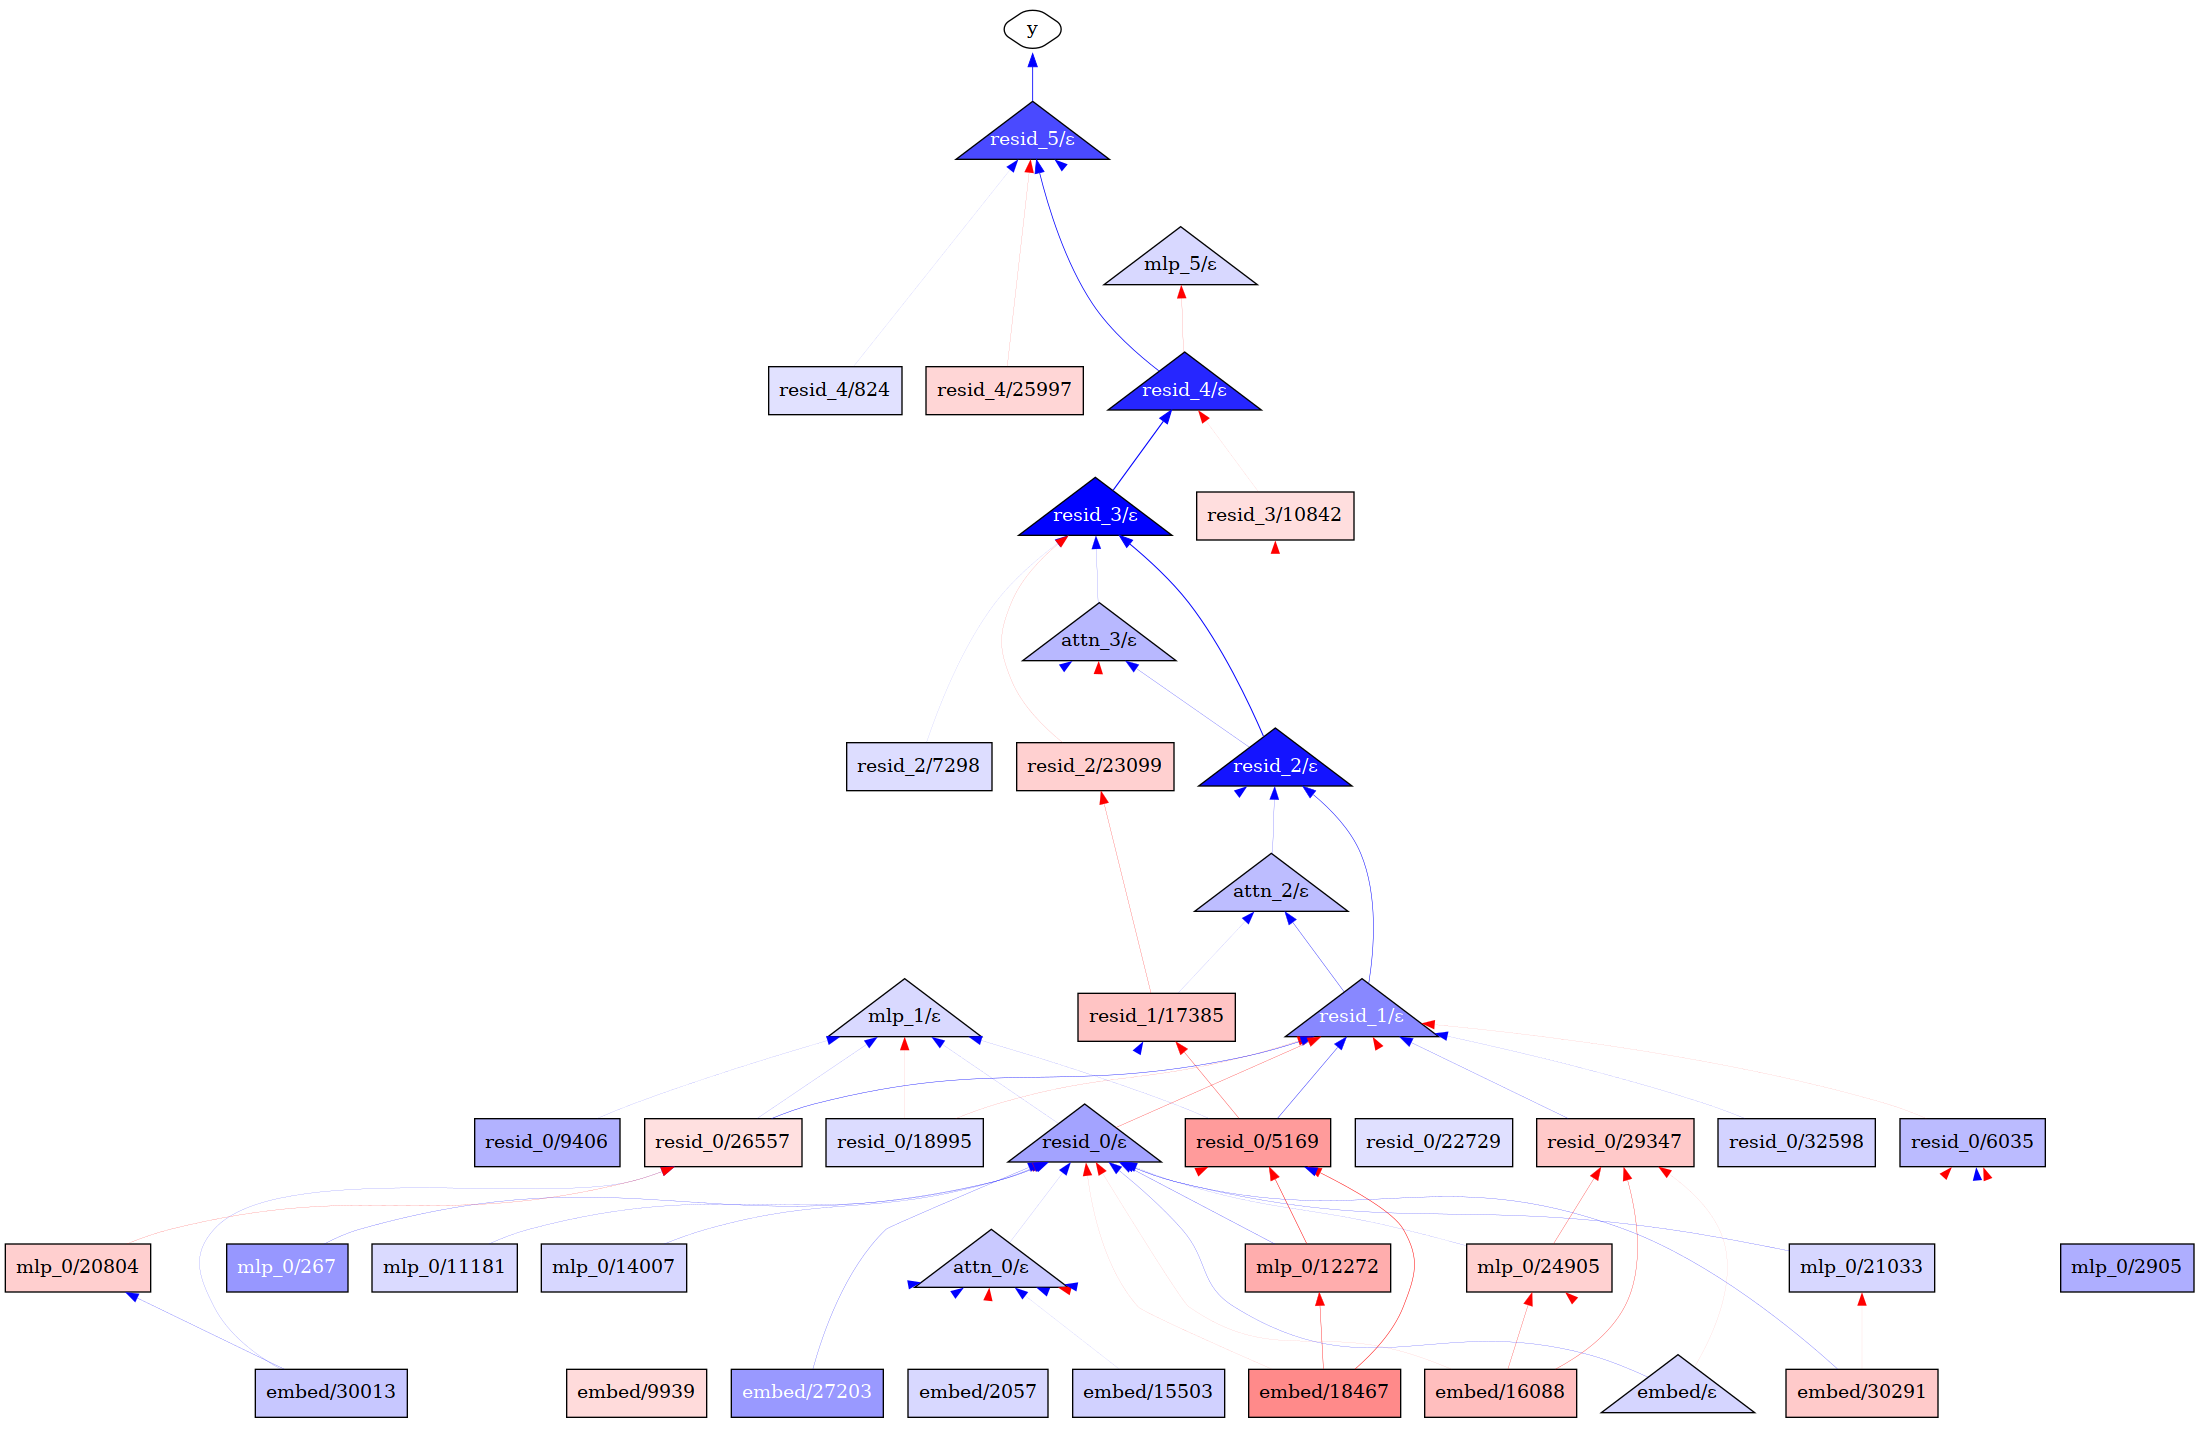 y
resid_5/ε
mlp_5/ε
resid_4/824
resid_4/25997
resid_4/ε
resid_3/ε
resid_3/10842
attn_3/ε
resid_2/7298
resid_2/23099
resid_2/ε
attn_2/ε
mlp_1/ε
resid_1/17385
resid_1/ε
resid_0/9406
resid_0/26557
resid_0/18995
resid_0/ε
resid_0/5169
resid_0/22729
resid_0/29347
resid_0/32598
resid_0/6035
mlp_0/20804
mlp_0/267
mlp_0/11181
mlp_0/14007
attn_0/ε
mlp_0/12272
mlp_0/24905
mlp_0/21033
mlp_0/2905
embed/30013
embed/9939
embed/27203
embed/2057
embed/15503
embed/18467
embed/16088
embed/ε
embed/30291